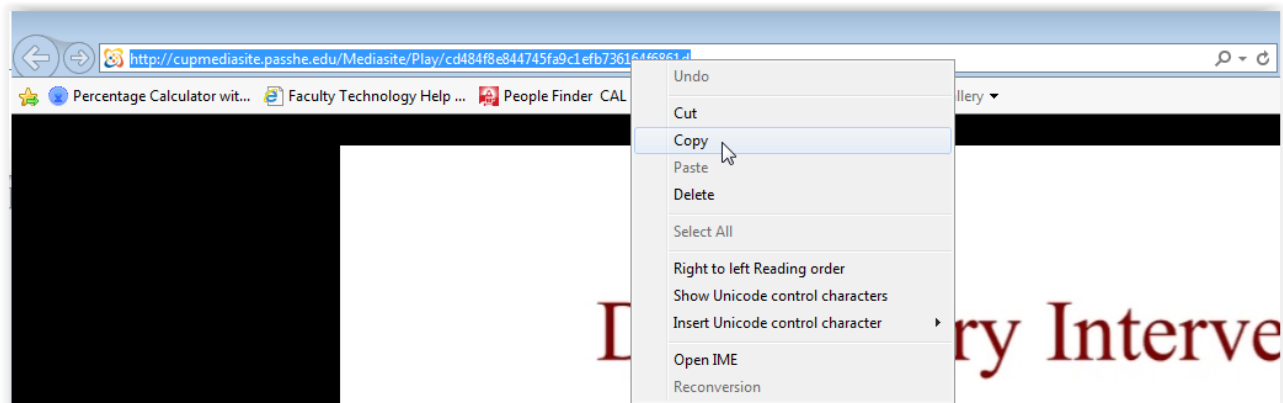 http://cupmediasite.passhe.edu/Mediasite/Play/cd484f8e844745fa9c1efb736164f6861d
Percentage Calculator wit... Faculty Technology Help ... People Finder CAL llery
Undo
Cut
Copy
Paste
Delete
Select All
Right to left Reading order
Show Unicode control characters
Insert Unicode control character
Open IME
Reconversion
D ry Interve